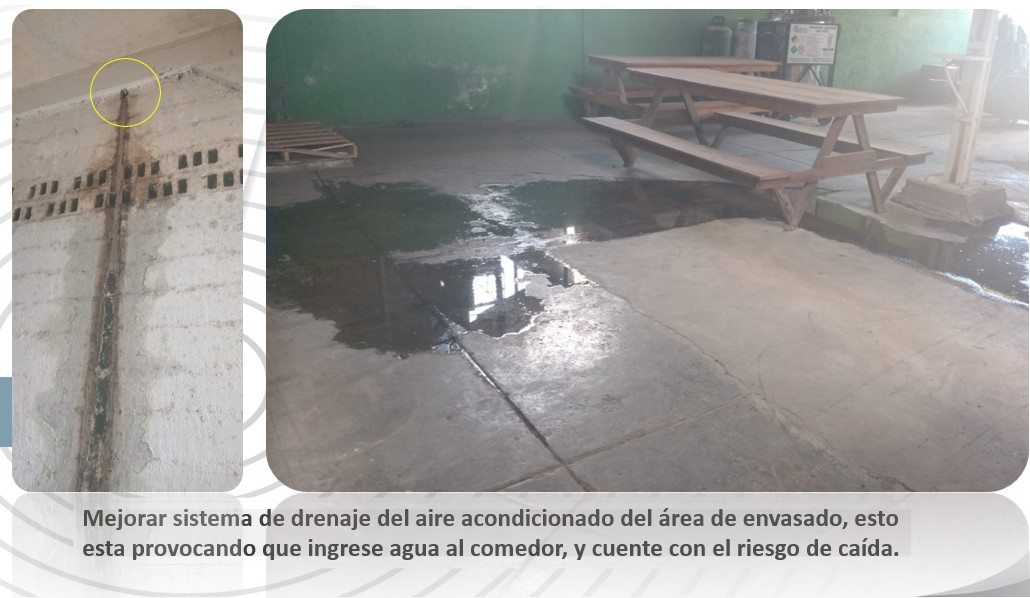 Mejorar sistema de drenaje del aire acondicionado del área de envasado, esto
esta provocando que ingrese agua al comedor, y cuente con el riesgo de caída.